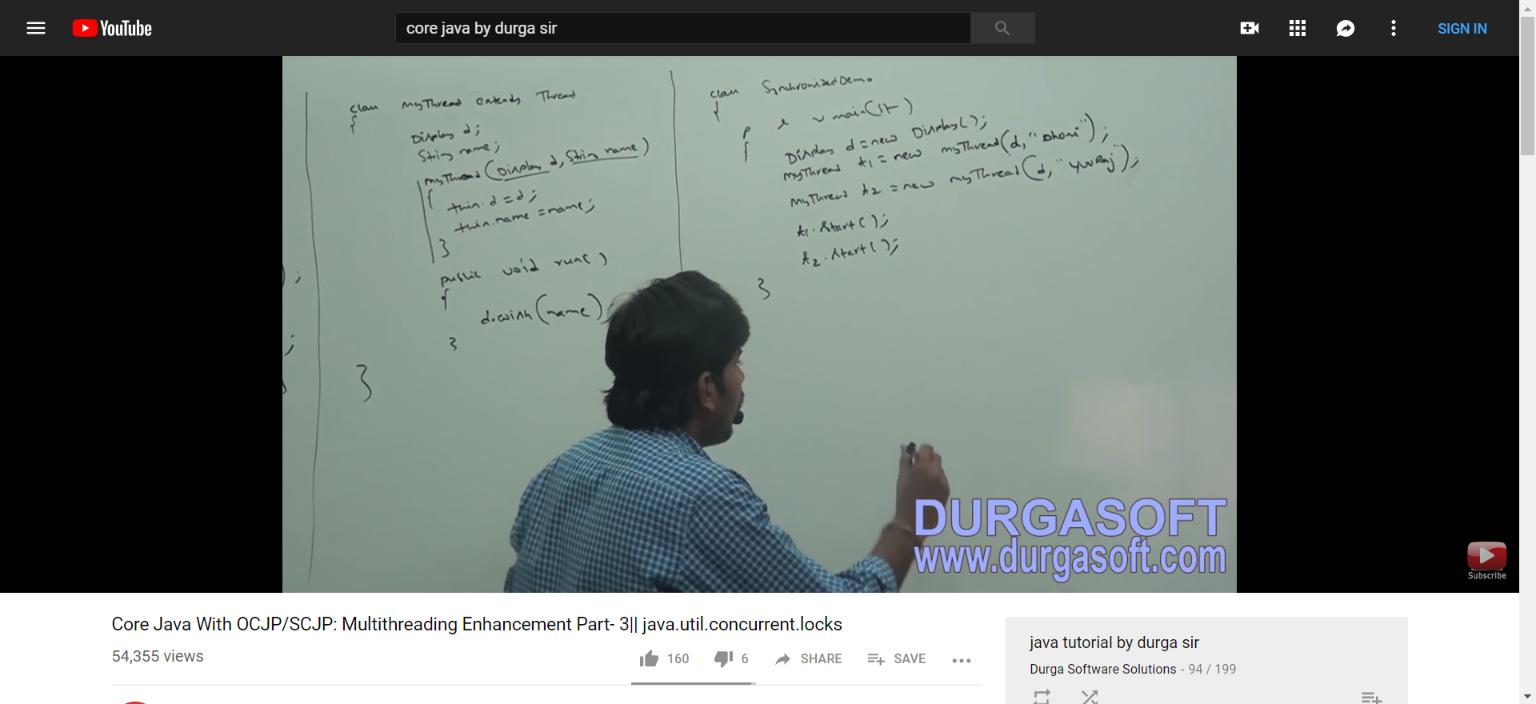 YouTube
core java by durga sir
SIGN IN
class MyThread extends Thread
{
Display d;
String name;
MyThread (Display d, String name)
{
this.d = d;
this.name = name;
}
public void run()
{
d.wish(name);
}
}
class SynchronizedDemo
{
p s v main(
{
Display d = new Display();
MyThread t1 = new MyThread(d, "Dhoni");
MyThread t2 = new MyThread(d, "Yuvraj");
t1.start();
t2.start();
}
);
;
DURGASOFT
www.durgasoft.com
Subscribe
Core Java With OCJP/SCJP: Multithreading Enhancement Part- 3|| java.util.concurrent.locks
54,355 views
160
6
SHARE
SAVE
java tutorial by durga sir
Durga Software Solutions - 94 / 199